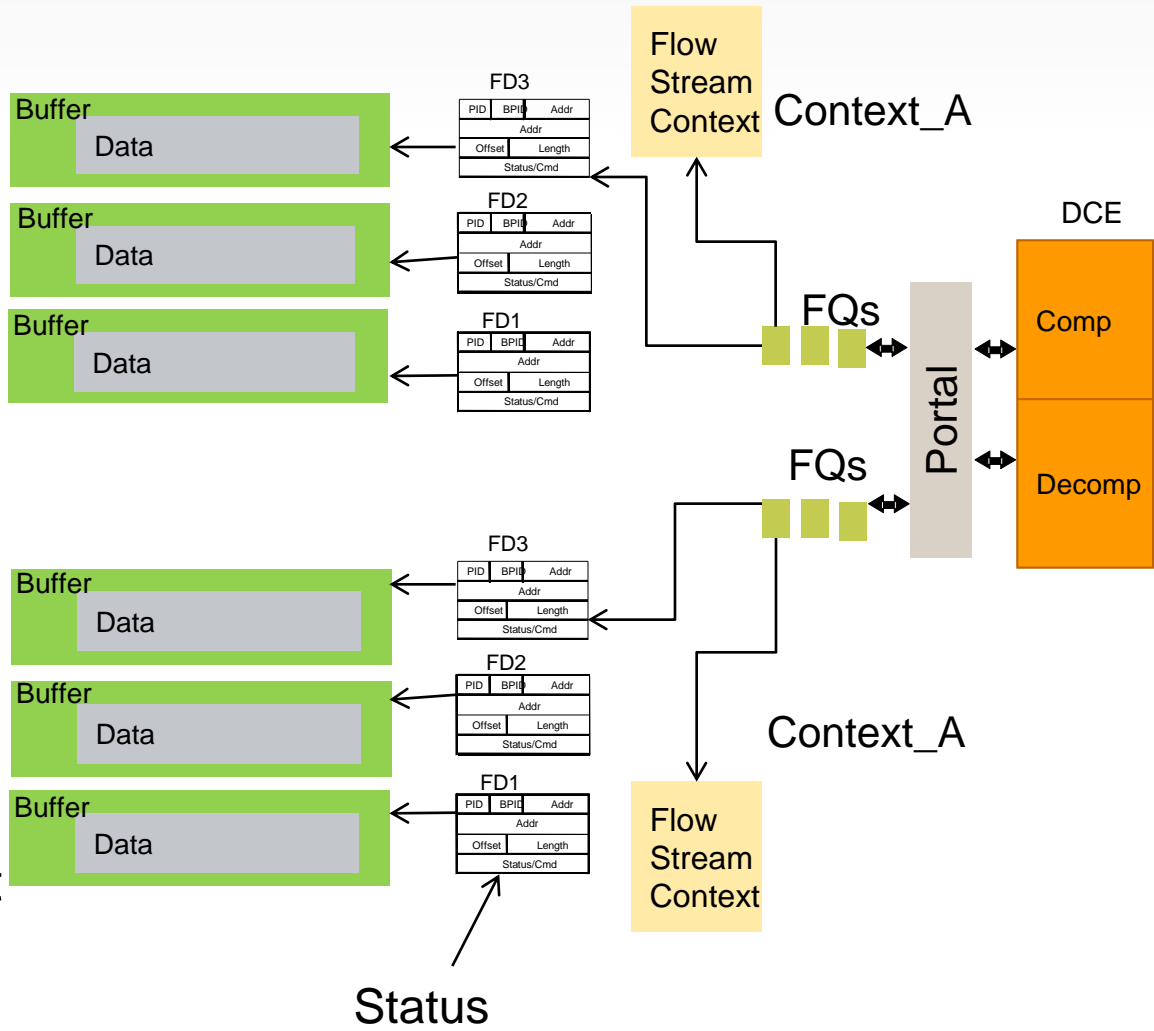 Flow
Stream
Context
Context_A
FD3
PID BPID Addr
Addr
Offset Length
Status/Cmd
Buffer
Data
FD2
PID BPID Addr
Addr
Offset Length
Status/Cmd
Buffer
Data
FD1
PID BPID Addr
Addr
Offset Length
Status/Cmd
Buffer
Data
DCE
FQs
Comp
Portal
FQs
Decomp
FD3
PID BPID Addr
Addr
Offset Length
Status/Cmd
Buffer
Data
FD2
PID BPID Addr
Addr
Offset Length
Status/Cmd
Buffer
Data
Context_A
FD1
PID BPID Addr
Addr
Offset Length
Status/Cmd
Buffer
Data
Flow
Stream
Context
Status